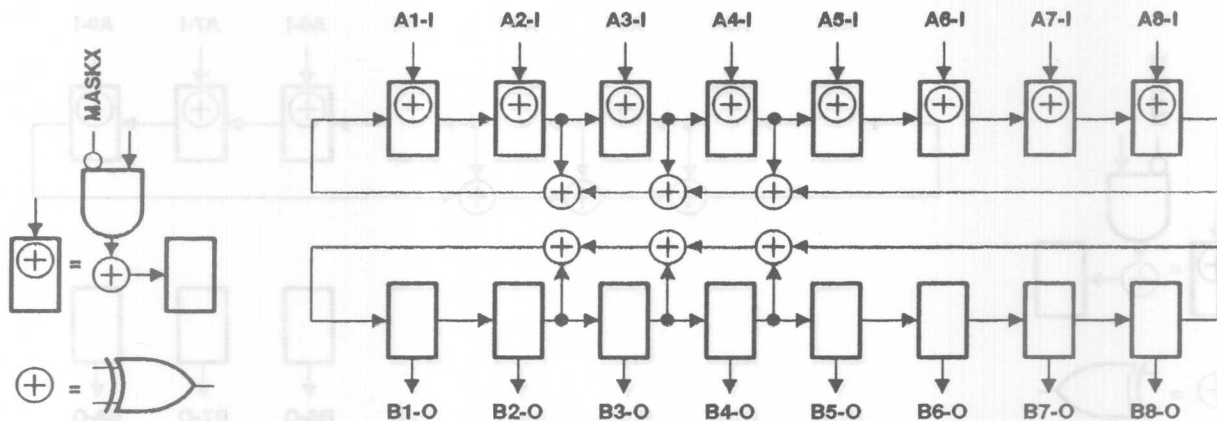 A1-I A2-I A3-I A4-I A5-I A6-I A7-I A8-I
MASKX
=
=
B1-O B2-O B3-O B4-O B5-O B6-O B7-O B8-O